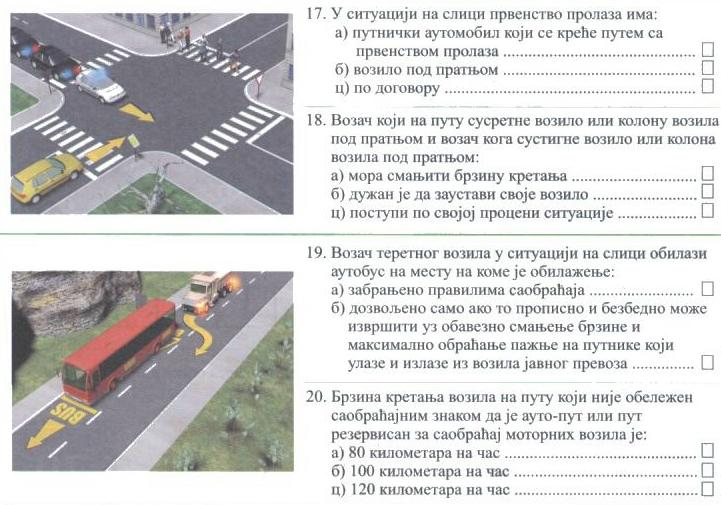 17. У ситуацији на слици првенство пролаза има:
а) путнички аутомобил који се креће путем са
првенством пролаза ........................................
б) возило под пратњом ........................................
ц) по договору ........................................
18. Возач који на путу сусретне возило или колону возила
под пратњом и возач кога сустигне возило или колона
возила под пратњом:
а) мора смањити брзину кретања ........................
б) дужан је да заустави своје возило ....................
ц) поступи по својој процени ситуације ................
19. Возач теретног возила у ситуацији на слици обилази
аутобус на месту на коме је обилажење:
а) забрањено правилима саобраћаја ....................
б) дозвољено само ако то прописно и безбедно може
извршити уз обавезно смањење брзине и
максимално обраћање пажње на путнике који
улазе и излазе из возила јавног превоза ..............
BUS
20. Брзина кретања возила на путу који није обележен
саобраћајним знаком да је ауто-пут или пут
резервисан за саобраћај моторних возила је:
а) 80 километара на час ........................................
б) 100 километара на час ........................................
ц) 120 километара на час ........................................